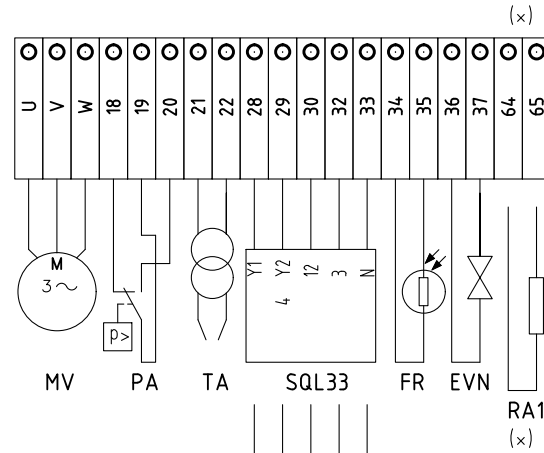 (x)
U V W 18 19 20 21 22 28 29 30 32 33 34 35 36 37 64 65
Y1 Y2 12 3 N
4
M
3~
p>
MV PA TA SQL33 FR EVN
RA1
(x)